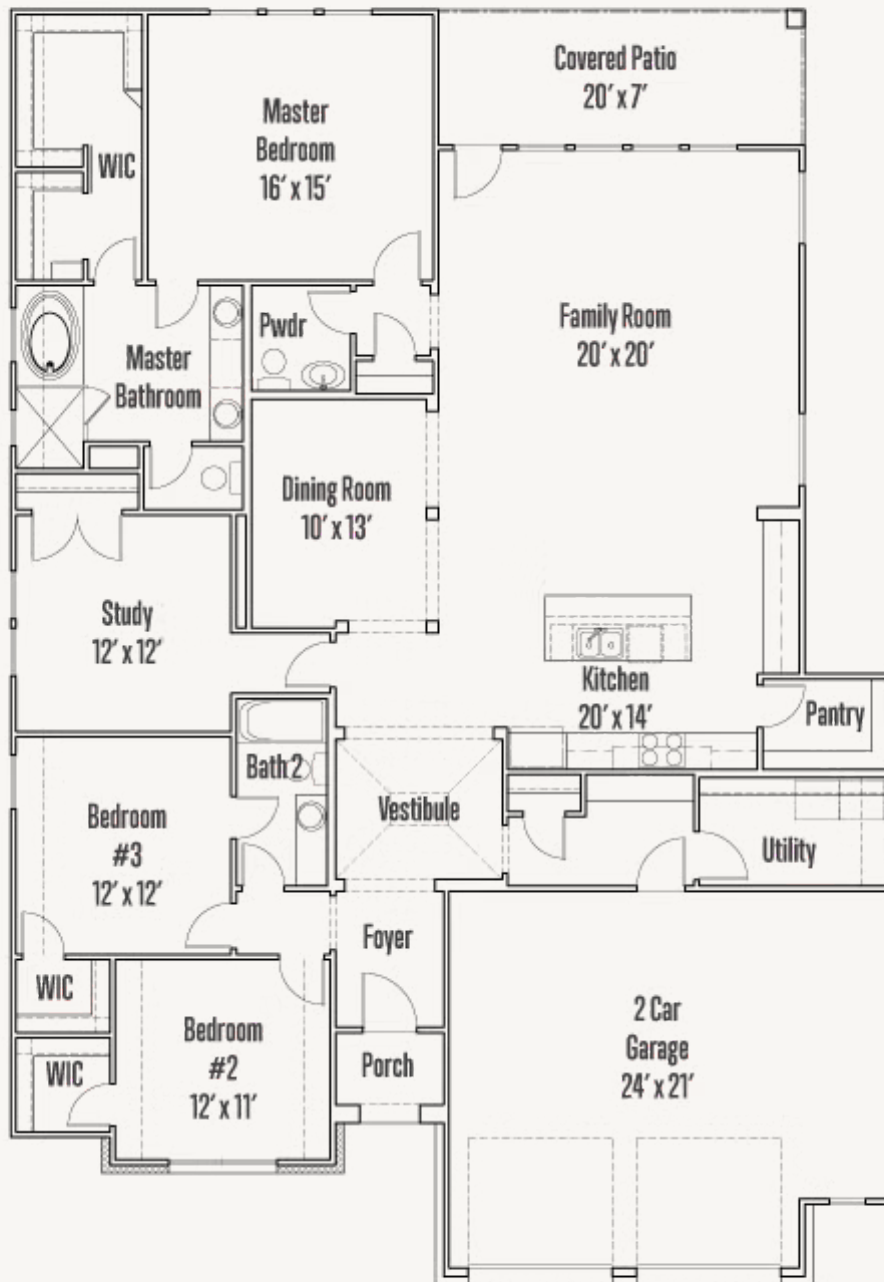 Covered Patio
20' x 7'
Master
Bedroom
16' x 15'
WIC
Family Room
20' x 20'
Pwdr
Master
Bathroom
Dining Room
10' x 13'
Study
12' x 12'
Kitchen
20' x 14'
Pantry
Bath 2
Vestibule
Bedroom
#3
12' x 12'
Utility
Foyer
WIC
Bedroom
#2
12' x 11'
2 Car
Garage
24' x 21'
Porch
WIC